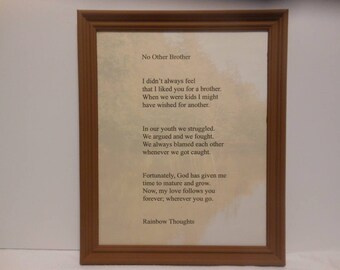 No Other Brother
I didn't always feel
that I liked you for a brother.
When we were kids I might
have wished for another.
In our youth we struggled.
We argued and we fought.
We always blamed each other
whenever we got caught.
Fortunately, God has given me
time to mature and grow.
Now, my love follows you
forever; wherever you go.
Rainbow Thoughts